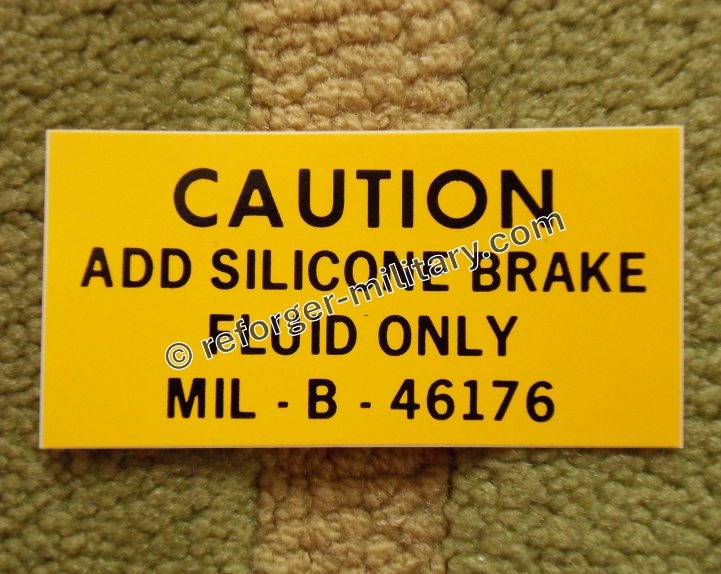 CAUTION
ADD SILICONE BRAKE
FLUID ONLY
MIL - B - 46176
© reforger-military.com